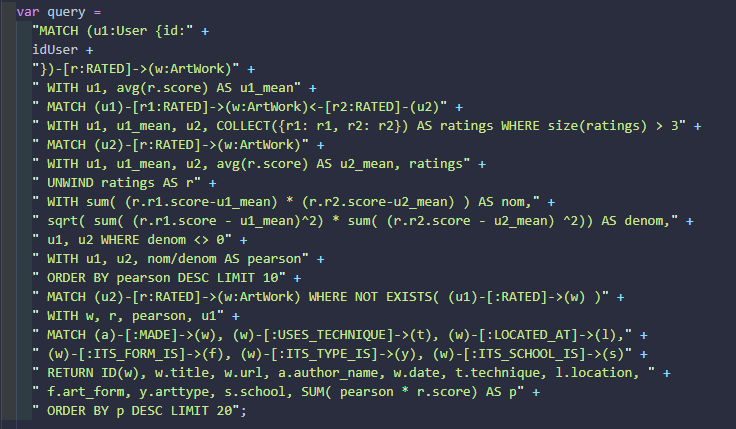 var query =
"MATCH (u1:User {id:" +
idUser +
"})-[r:RATED]->(w:ArtWork)" +
" WITH u1, avg(r.score) AS u1_mean" +
" MATCH (u1)-[r1:RATED]->(w:ArtWork)<-[r2:RATED]-(u2)" +
" WITH u1, u1_mean, u2, COLLECT({r1: r1, r2: r2}) AS ratings WHERE size(ratings) > 3" +
" MATCH (u2)-[r:RATED]->(w:ArtWork)" +
" WITH u1, u1_mean, u2, avg(r.score) AS u2_mean, ratings" +
" UNWIND ratings AS r" +
" WITH sum( (r.r1.score-u1_mean) * (r.r2.score-u2_mean) ) AS nom," +
" sqrt( sum( (r.r1.score - u1_mean)^2) * sum( (r.r2.score - u2_mean) ^2)) AS denom," +
" u1, u2 WHERE denom <> 0" +
" WITH u1, u2, nom/denom AS pearson" +
" ORDER BY pearson DESC LIMIT 10" +
" MATCH (u2)-[r:RATED]->(w:ArtWork) WHERE NOT EXISTS( (u1)-[:RATED]->(w) )" +
" WITH w, r, pearson, u1" +
" MATCH (a)-[:MADE]->(w), (w)-[:USES_TECHNIQUE]->(t), (w)-[:LOCATED_AT]->(l)," +
" (w)-[:ITS_FORM_IS]->(f), (w)-[:ITS_TYPE_IS]->(y), (w)-[:ITS_SCHOOL_IS]->(s)" +
" RETURN ID(w), w.title, w.url, a.author_name, w.date, t.technique, l.location, " +
" f.art_form, y.arttype, s.school, SUM( pearson * r.score) AS p" +
" ORDER BY p DESC LIMIT 20";